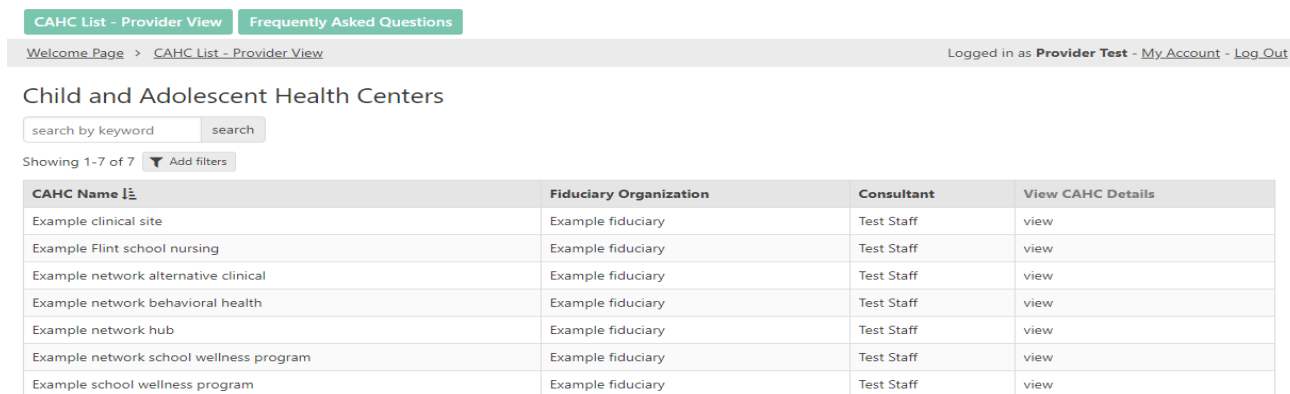 CAHC List - Provider View Frequently Asked Questions
Welcome Page > CAHC List - Provider View Logged in as Provider Test - My Account - Log Out
Child and Adolescent Health Centers
search by keyword search
Showing 1-7 of 7 Add filters
CAHC Name Fiduciary Organization Consultant View CAHC Details
Example clinical site Example fiduciary Test Staff view
Example Flint school nursing Example fiduciary Test Staff view
Example network alternative clinical Example fiduciary Test Staff view
Example network behavioral health Example fiduciary Test Staff view
Example network hub Example fiduciary Test Staff view
Example network school wellness program Example fiduciary Test Staff view
Example school wellness program Example fiduciary Test Staff view